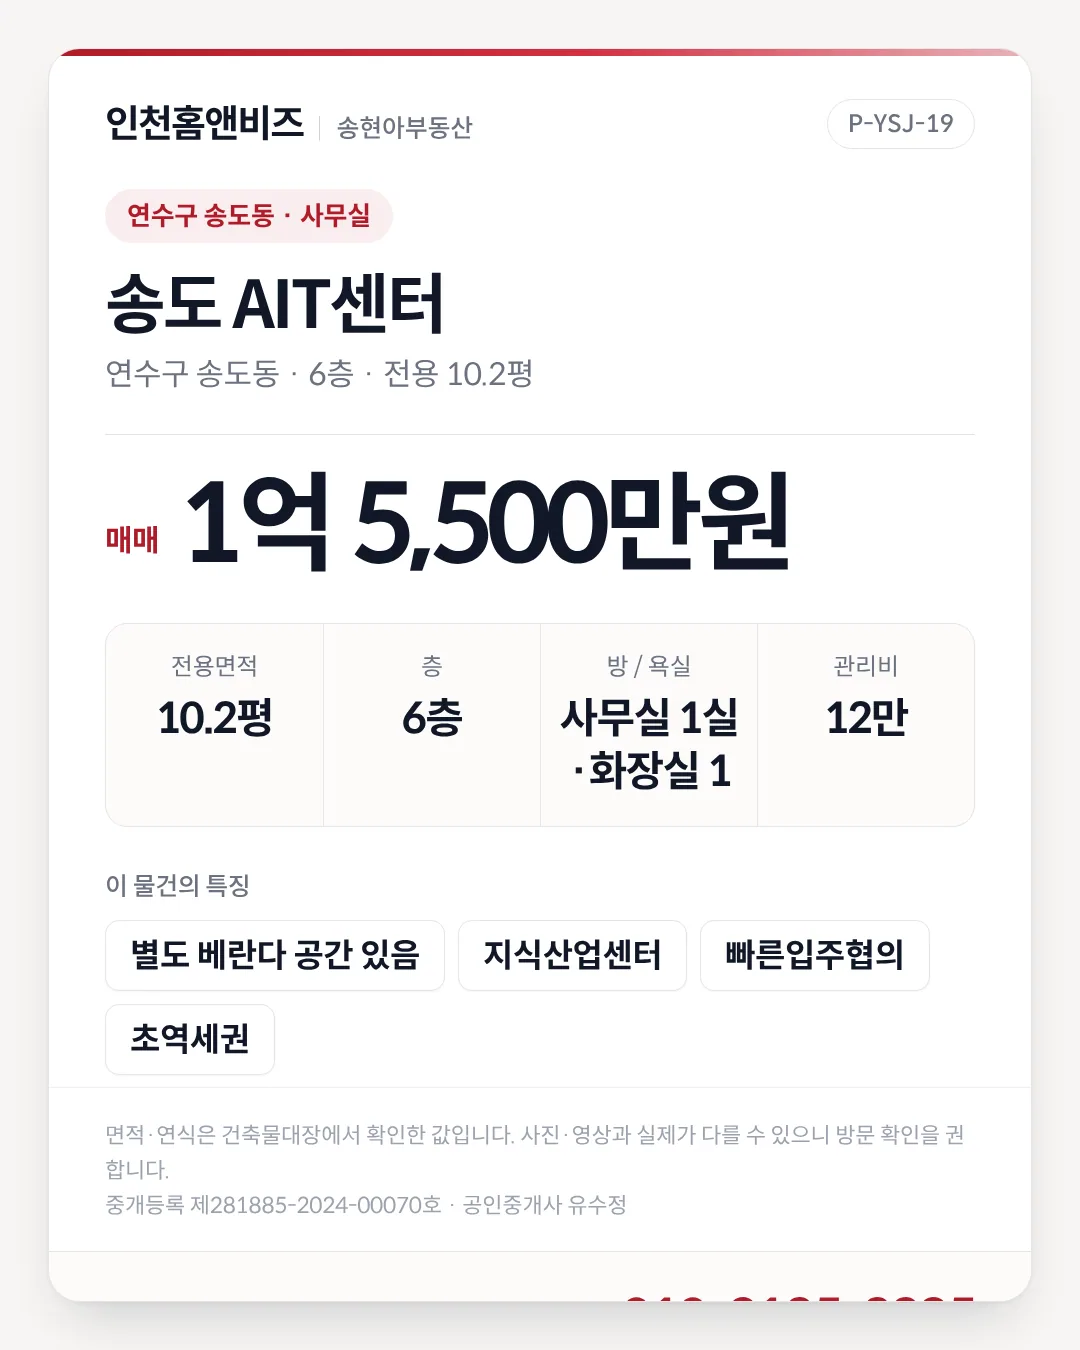 인천홈앤비즈 송현아부동산 P-YSJ-19
연수구 송도동 · 사무실
송도 AIT센터
연수구 송도동 · 6층 · 전용 10.2평
매매 1억 5,500만원
전용면적 층 방 / 욕실 관리비
10.2평 6층 사무실 1실 12만
·화장실 1
이 물건의 특징
별도 베란다 공간 있음 지식산업센터 빠른입주협의
초역세권
면적·연식은 건축물대장에서 확인한 값입니다. 사진·영상과 실제가 다를 수 있으니 방문 확인을 권
합니다.
중개등록 제281885-2024-00070호 · 공인중개사 유수정